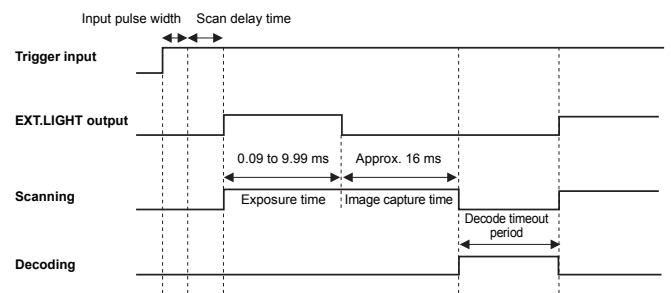 Input pulse width Scan delay time
Trigger input
EXT.LIGHT output
0.09 to 9.99 ms Approx. 16 ms
Scanning
Exposure time Image capture time
Decode timeout
period
Decoding